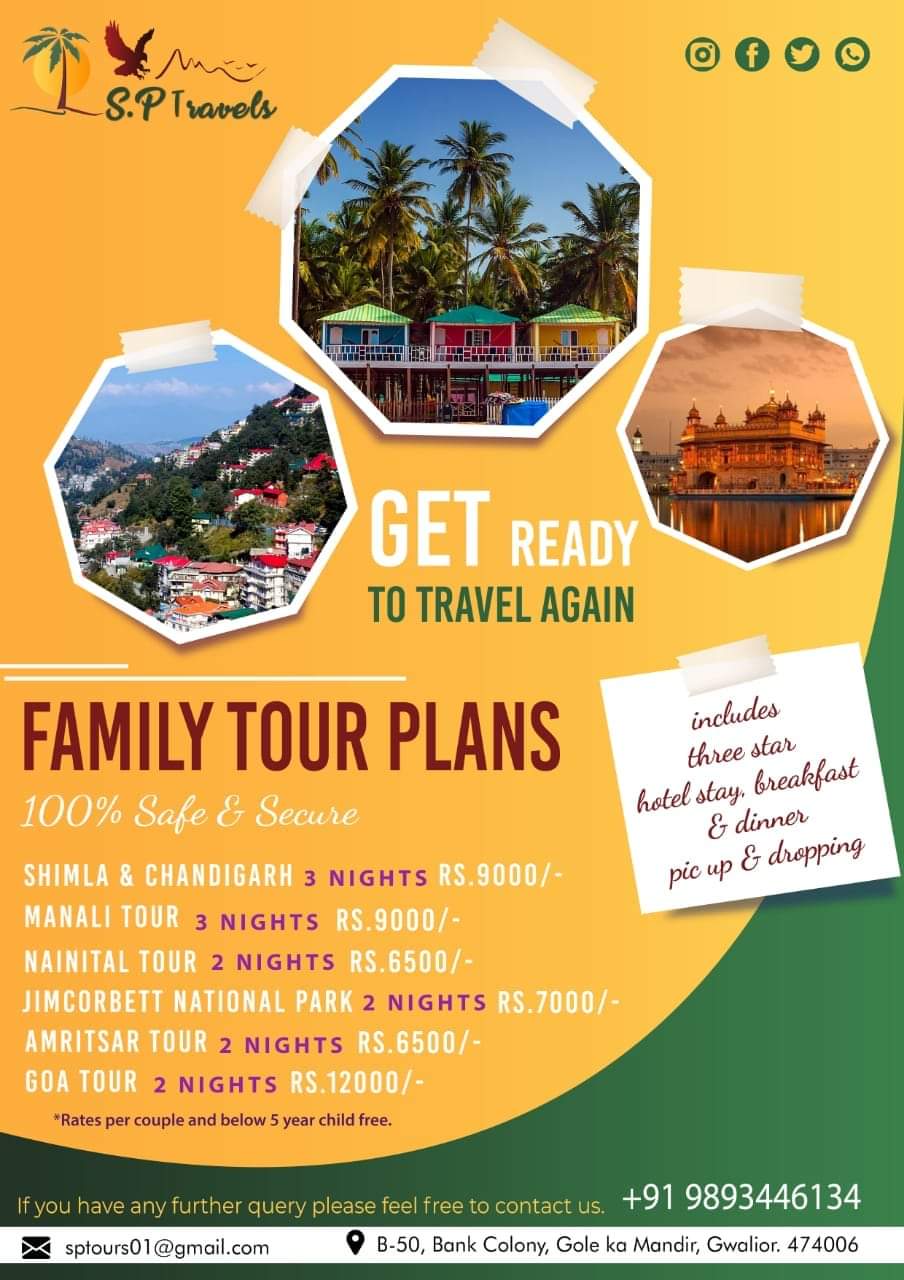 S.P Travels
GET READY
TO TRAVEL AGAIN
FAMILY TOUR PLANS
100% Safe & Secure
includes
three star
hotel stay, breakfast
& dinner
pic up & dropping
SHIMLA & CHANDIGARH 3 NIGHTS RS.9000/-
MANALI TOUR 3 NIGHTS RS.9000/-
NAINITAL TOUR 2 NIGHTS RS.6500/-
JIMCORBETT NATIONAL PARK 2 NIGHTS RS.7000/-
AMRITSAR TOUR 2 NIGHTS RS.6500/-
GOA TOUR 2 NIGHTS RS.12000/-
*Rates per couple and below 5 year child free.
If you have any further query please feel free to contact us. +91 9893446134
sptours01@gmail.com B-50, Bank Colony, Gole ka Mandir, Gwalior. 474006